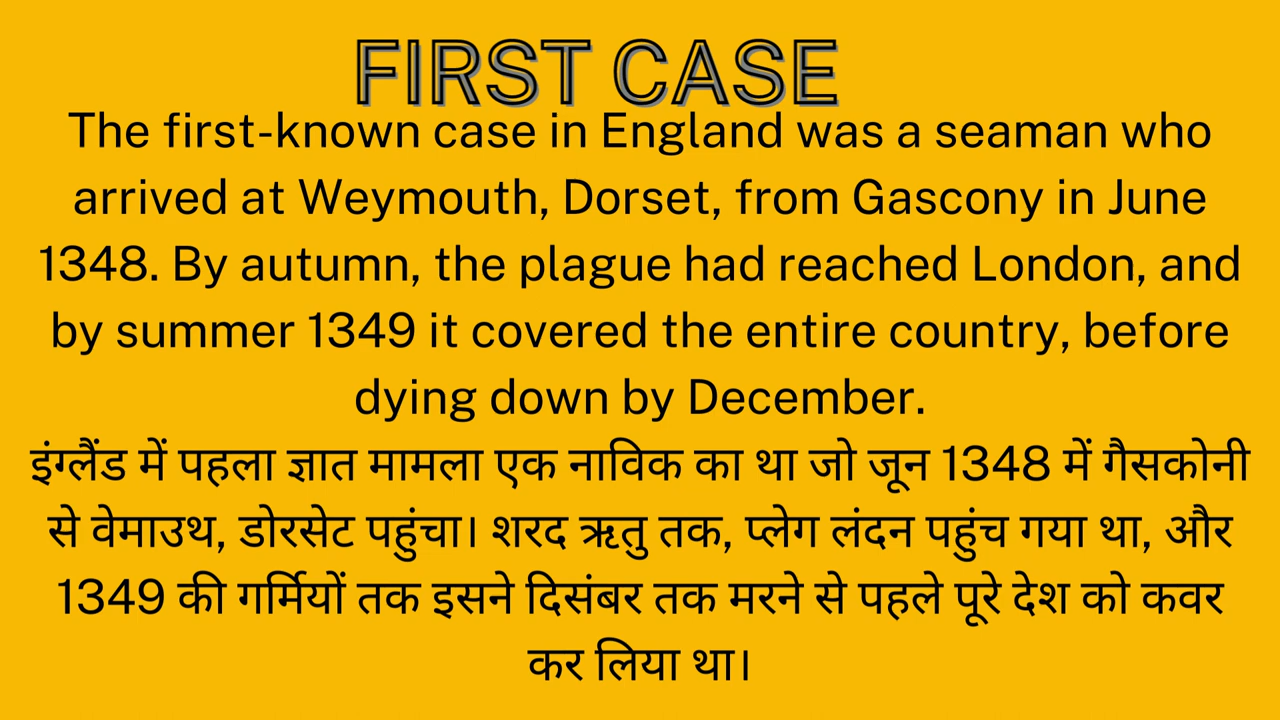 FIRST CASE
The first-known case in England was a seaman who
arrived at Weymouth, Dorset, from Gascony in June
1348. By autumn, the plague had reached London, and
by summer 1349 it covered the entire country, before
dying down by December.
इंग्लैंड में पहला ज्ञात मामला एक नाविक का था जो जून 1348 में गैसकोनी
से वेमाउथ, डोरसेट पहुंचा। शरद ऋतु तक, प्लेग लंदन पहुंच गया था, और
1349 की गर्मियों तक इसने दिसंबर तक मरने से पहले पूरे देश को कवर
कर लिया था।